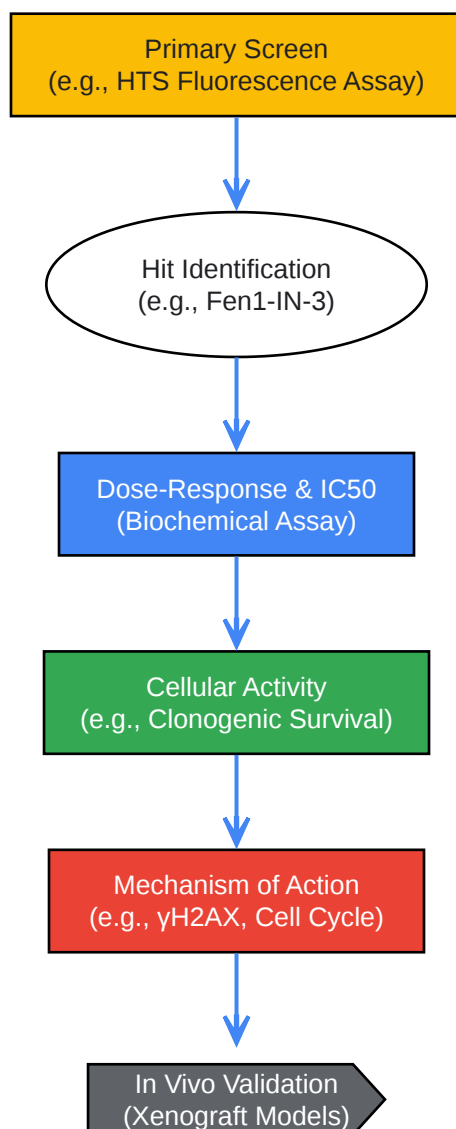 Primary Screen
(e.g., HTS Fluorescence Assay)
Hit Identification
(e.g., Fen1-IN-3)
Dose-Response & IC50
(Biochemical Assay)
Cellular Activity
(e.g., Clonogenic Survival)
Mechanism of Action
(e.g., γH2AX, Cell Cycle)
In Vivo Validation
(Xenograft Models)